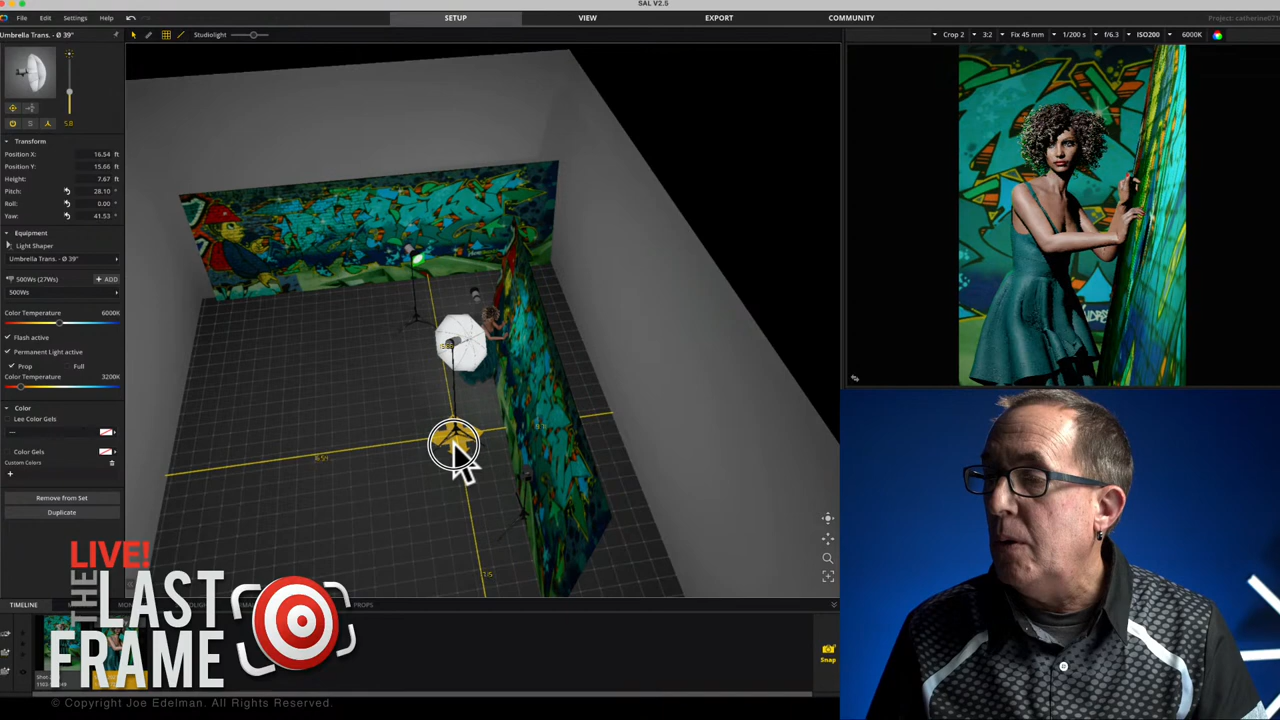 SAL V2.5
File Edit Settings Help
SETUP VIEW EXPORT COMMUNITY
Project: catherine0716
Umbrella Trans. - Ø 39"
Studiolight
Crop 2 3:2 Fix 45 mm 1/200 s f/6.3 ISO200 6000K
S
5.8
Transform
Position X: 16.54 ft
Position Y: 15.66 ft
Height: 7.67 ft
Pitch: 28.10 °
Roll: 0.00 °
Yaw: 41.53 °
Equipment
Light Shaper
Umbrella Trans. - Ø 39"
500Ws (27Ws) + ADD
500Ws
Color Temperature 6000K
Flash active
Permanent Light active
Prop Full
Color Temperature 3200K
Color
Lee Color Gels
---
Color Gels
Custom Colors
+
Remove from Set
Duplicate
TIMELINE
PROPS
Snap
LIVE!
THE LAST
FRAME
© Copyright Joe Edelman. All Rights Reserved.